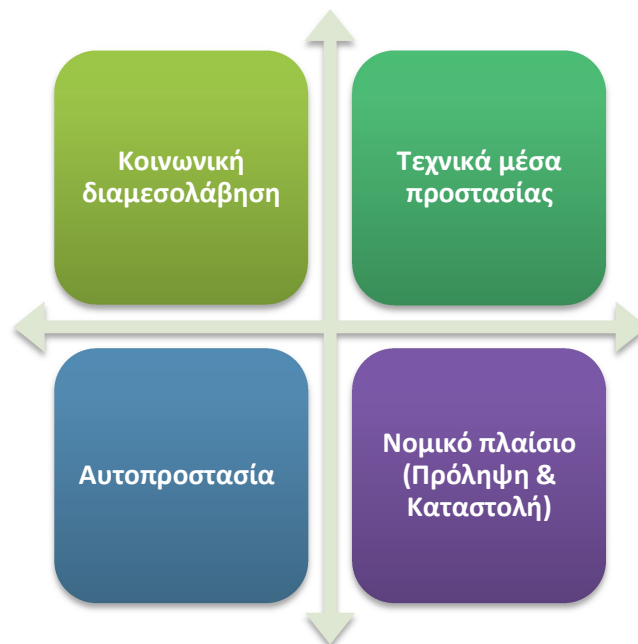 Κοινωνική
διαμεσολάβηση
Τεχνικά μέσα
προστασίας
Αυτοπροστασία
Νομικό πλαίσιο
(Πρόληψη &
Καταστολή)